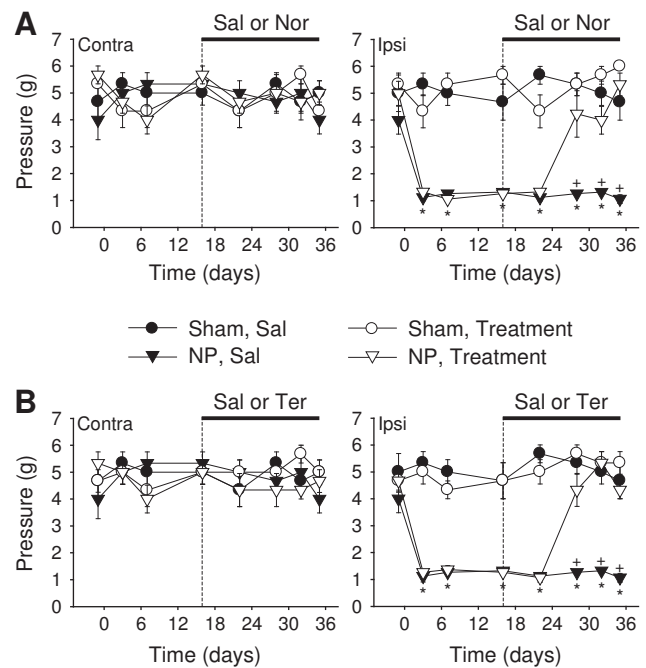 A
Sal or Nor
Sal or Nor
7
6
5
4
3
2
1
0
Pressure (g)
Contra
0 6 12 18 24 30 36
Time (days)
7
6
5
4
3
2
1
0
Ipsi
+ + +
* * * * * * *
0 6 12 18 24 30 36
Time (days)
Sham, Sal
Sham, Treatment
NP, Sal
NP, Treatment
B
Sal or Ter
Sal or Ter
7
6
5
4
3
2
1
0
Pressure (g)
Contra
0 6 12 18 24 30 36
Time (days)
7
6
5
4
3
2
1
0
Ipsi
+ + +
* * * * * * *
0 6 12 18 24 30 36
Time (days)